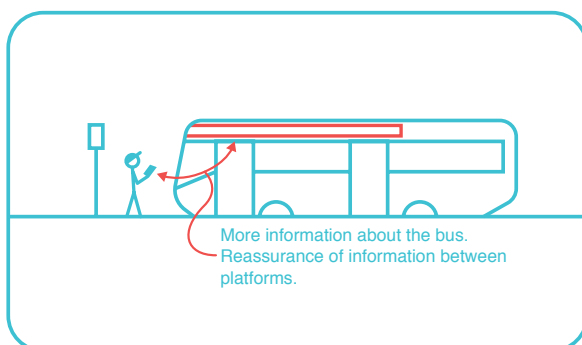 More information about the bus.
Reassurance of information between
platforms.